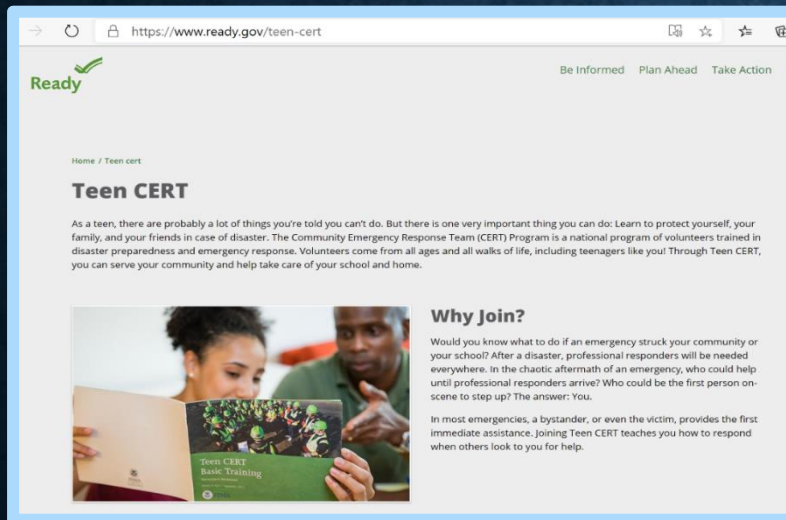 https://www.ready.gov/teen-cert
Ready
Be Informed Plan Ahead Take Action
Home / Teen cert
Teen CERT
As a teen, there are probably a lot of things you're told you can't do. But there is one very important thing you can do: Learn to protect yourself, your
family, and your friends in case of disaster. The Community Emergency Response Team (CERT) Program is a national program of volunteers trained in
disaster preparedness and emergency response. Volunteers come from all ages and all walks of life, including teenagers like you! Through Teen CERT,
you can serve your community and help take care of your school and home.
Why Join?
Would you know what to do if an emergency struck your community or
your school? After a disaster, professional responders will be needed
everywhere. In the chaotic aftermath of an emergency, who could help
until professional responders arrive? Who could be the first person on-
scene to step up? The answer: You.
In most emergencies, a bystander, or even the victim, provides the first
immediate assistance. Joining Teen CERT teaches you how to respond
when others look to you for help.
Teen CERT
Basic Training